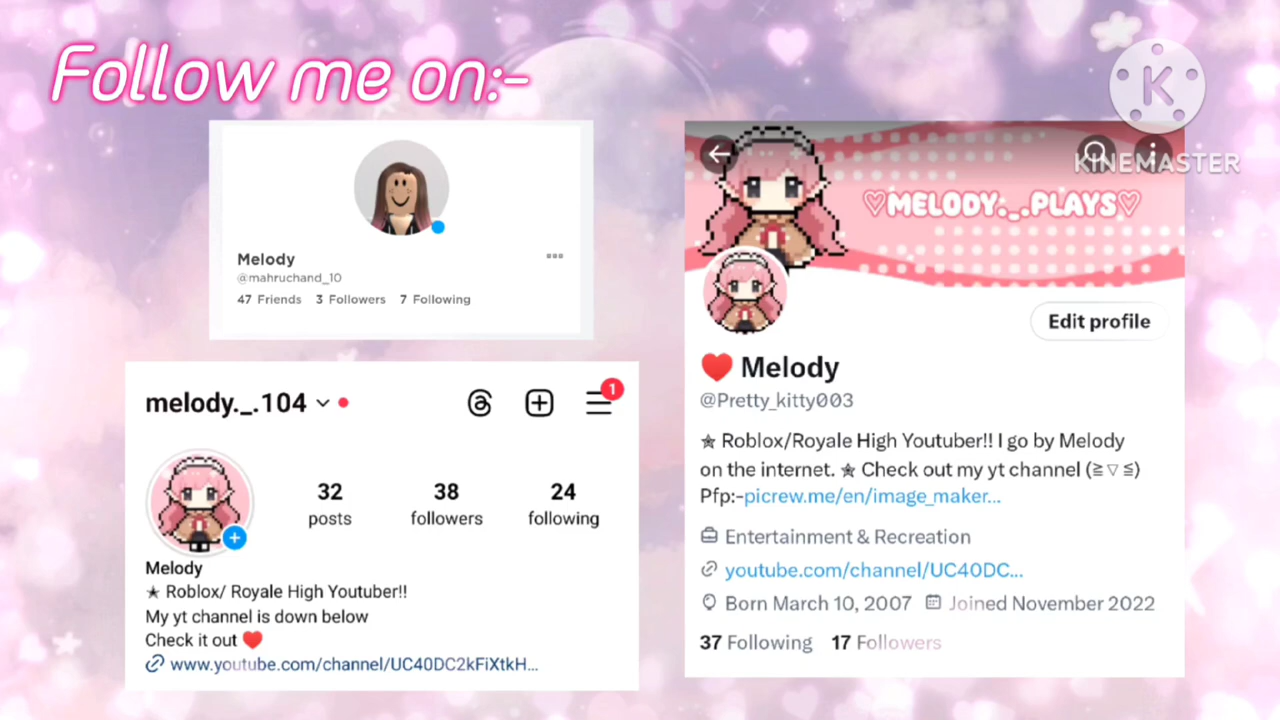 Follow me on:-
K
KINEMASTER
Melody
@mahruchand_10
47 Friends 3 Followers 7 Following
melody._.104
1
32 38 24
posts followers following
Melody
★ Roblox/ Royale High Youtuber!!
My yt channel is down below
Check it out ❤️
www.youtube.com/channel/UC40DC2kFiXtkH...
♡MELODY._.PLAYS♡
Edit profile
❤️ Melody
@Pretty_kitty003
✯ Roblox/Royale High Youtuber!! I go by Melody
on the internet. ✯ Check out my yt channel (≧▽≦)
Pfp:-picrew.me/en/image_maker...
Entertainment & Recreation
youtube.com/channel/UC40DC...
Born March 10, 2007 Joined November 2022
37 Following 17 Followers